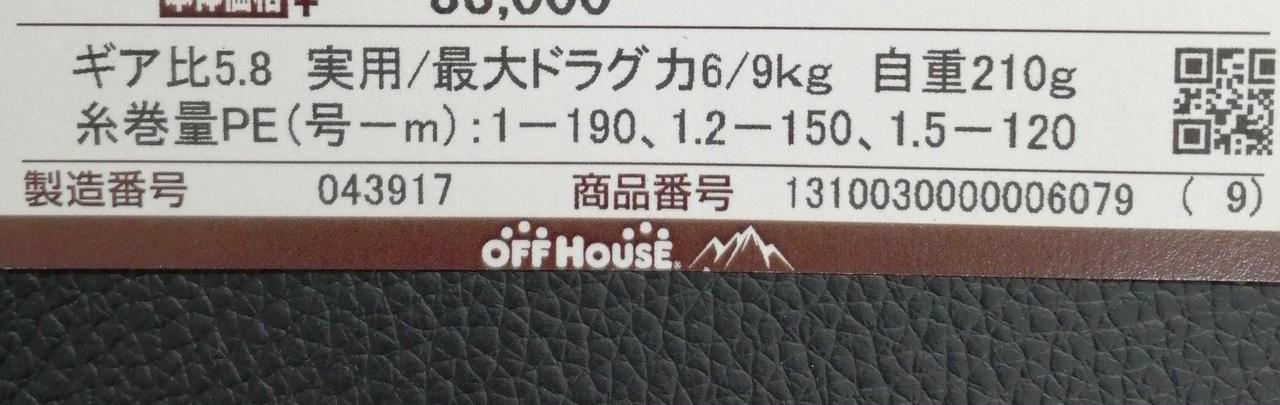 ギア比5.8 実用/最大ドラグ力6/9kg 自重210g
糸巻量PE(号ーm):1ー190、1.2ー150、1.5ー120
製造番号 043917 商品番号 1310030000006079 ( 9)
OFF HOUSE